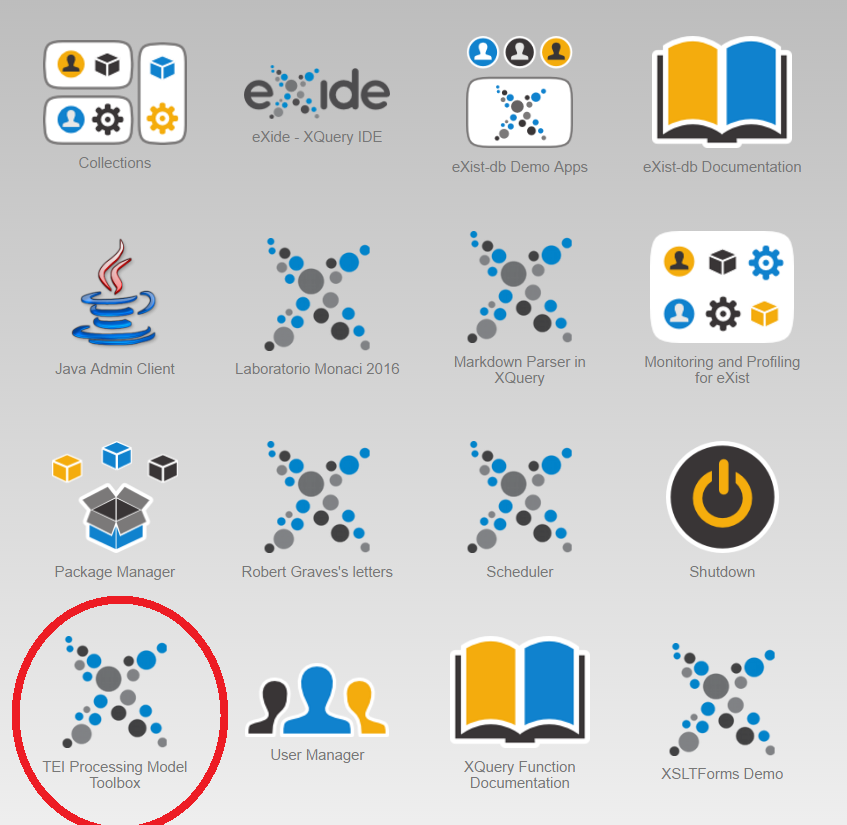 eXide
Collections
eXide - XQuery IDE
eXist-db Demo Apps
eXist-db Documentation
Java Admin Client
Laboratorio Monaci 2016
Markdown Parser in
XQuery
Monitoring and Profiling
for eXist
Package Manager
Robert Graves's letters
Scheduler
Shutdown
TEI Processing Model
Toolbox
User Manager
XQuery Function
Documentation
XSLTForms Demo